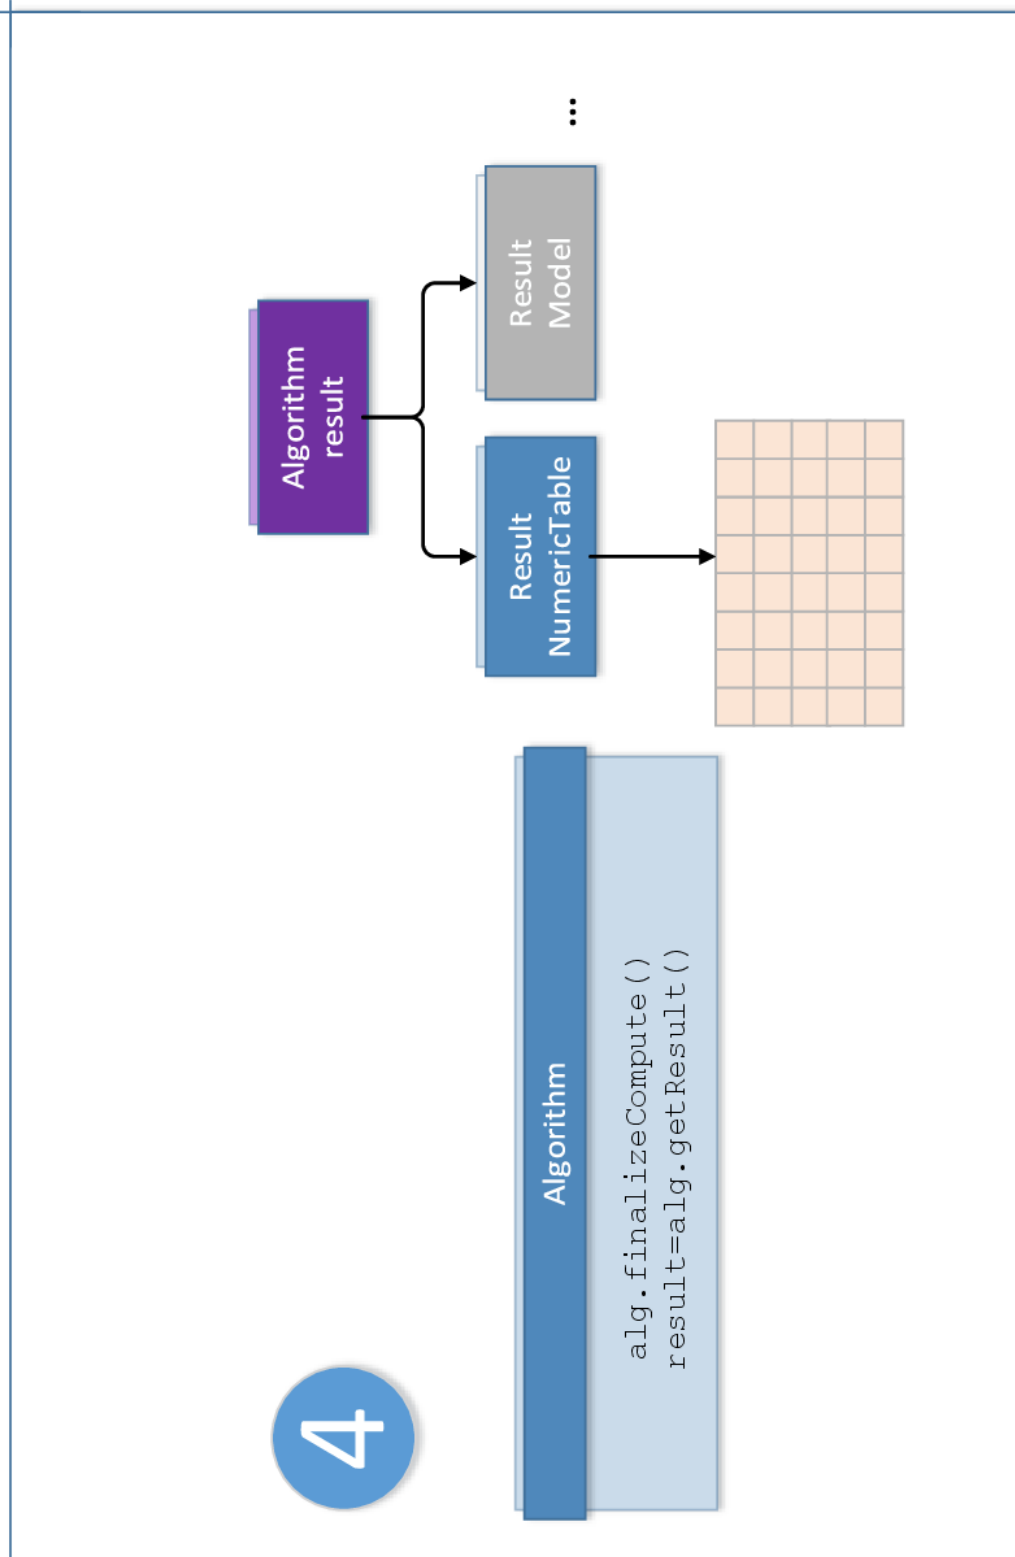 4
Algorithm
alg.finalizeCompute()
result=alg.getResult()
Algorithm
result
Result
NumericTable
Result
Model
...